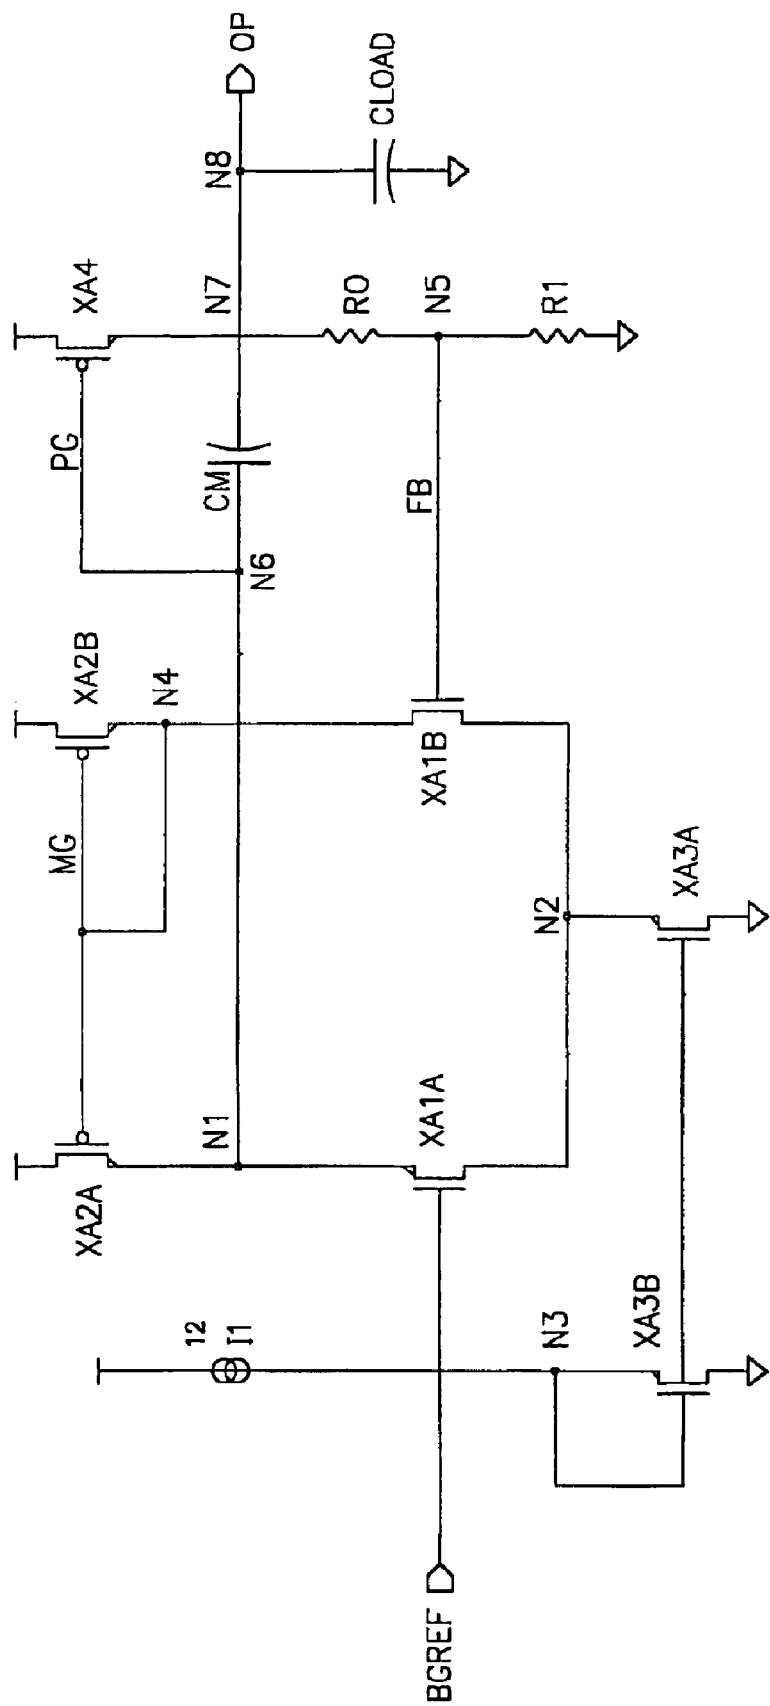 OP
N8
CLOAD
XA4
N7
R0
N5
R1
PG
CM
FB
N6
XA2B
N4
XA1B
MG
N2
XA3A
N1
XA1A
XA2A
12
I1
N3
XA3B
BGREF